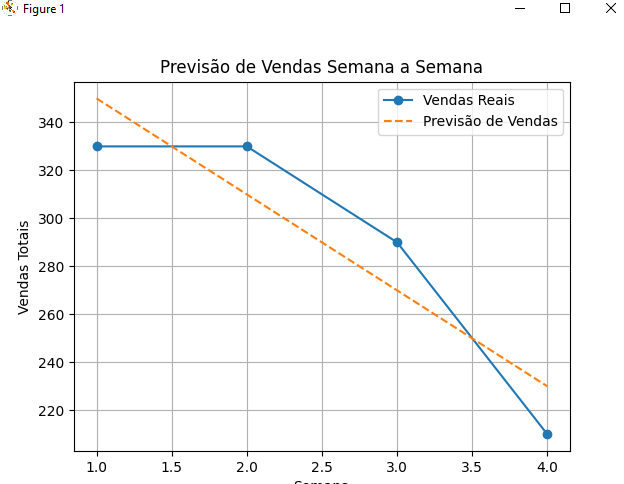 Figure 1
Previsão de Vendas Semana a Semana
Vendas Reais
Previsão de Vendas
Vendas Totais
340
320
300
280
260
240
220
1.0 1.5 2.0 2.5 3.0 3.5 4.0
Semana